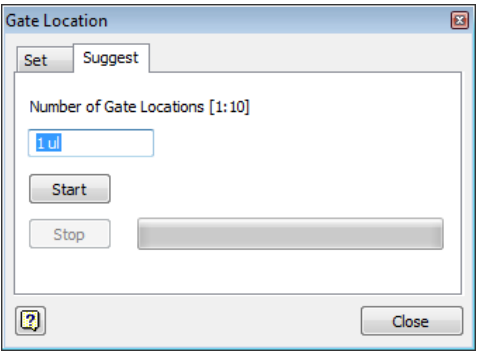 Gate Location
Set
Suggest
Number of Gate Locations [1:10]
1 ul
Start
Stop
?
Close